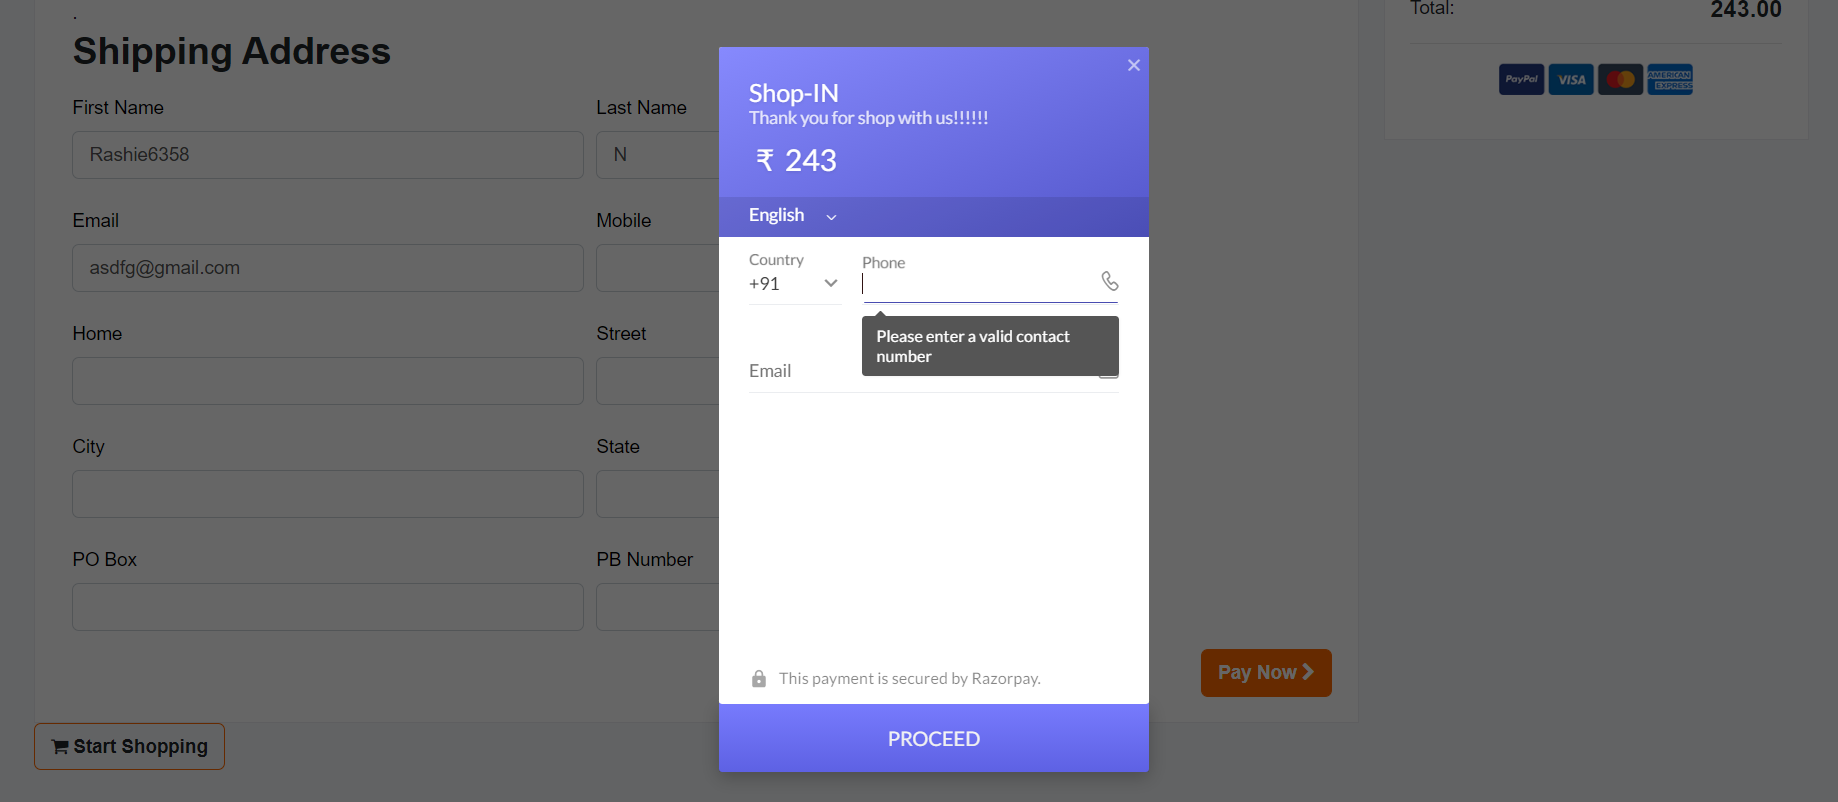 .
Shipping Address
First Name
Last Name
Rashie6358
N
Email
Mobile
asdfg@gmail.com
Home
Street
City
State
PO Box
PB Number
Pay Now
Start Shopping
Total:
243.00
PayPal
VISA
AMERICAN
EXPRESS
Shop-IN
Thank you for shop with us!!!!!!
₹ 243
English
Country
Phone
+91
Please enter a valid contact
number
Email
This payment is secured by Razorpay.
PROCEED